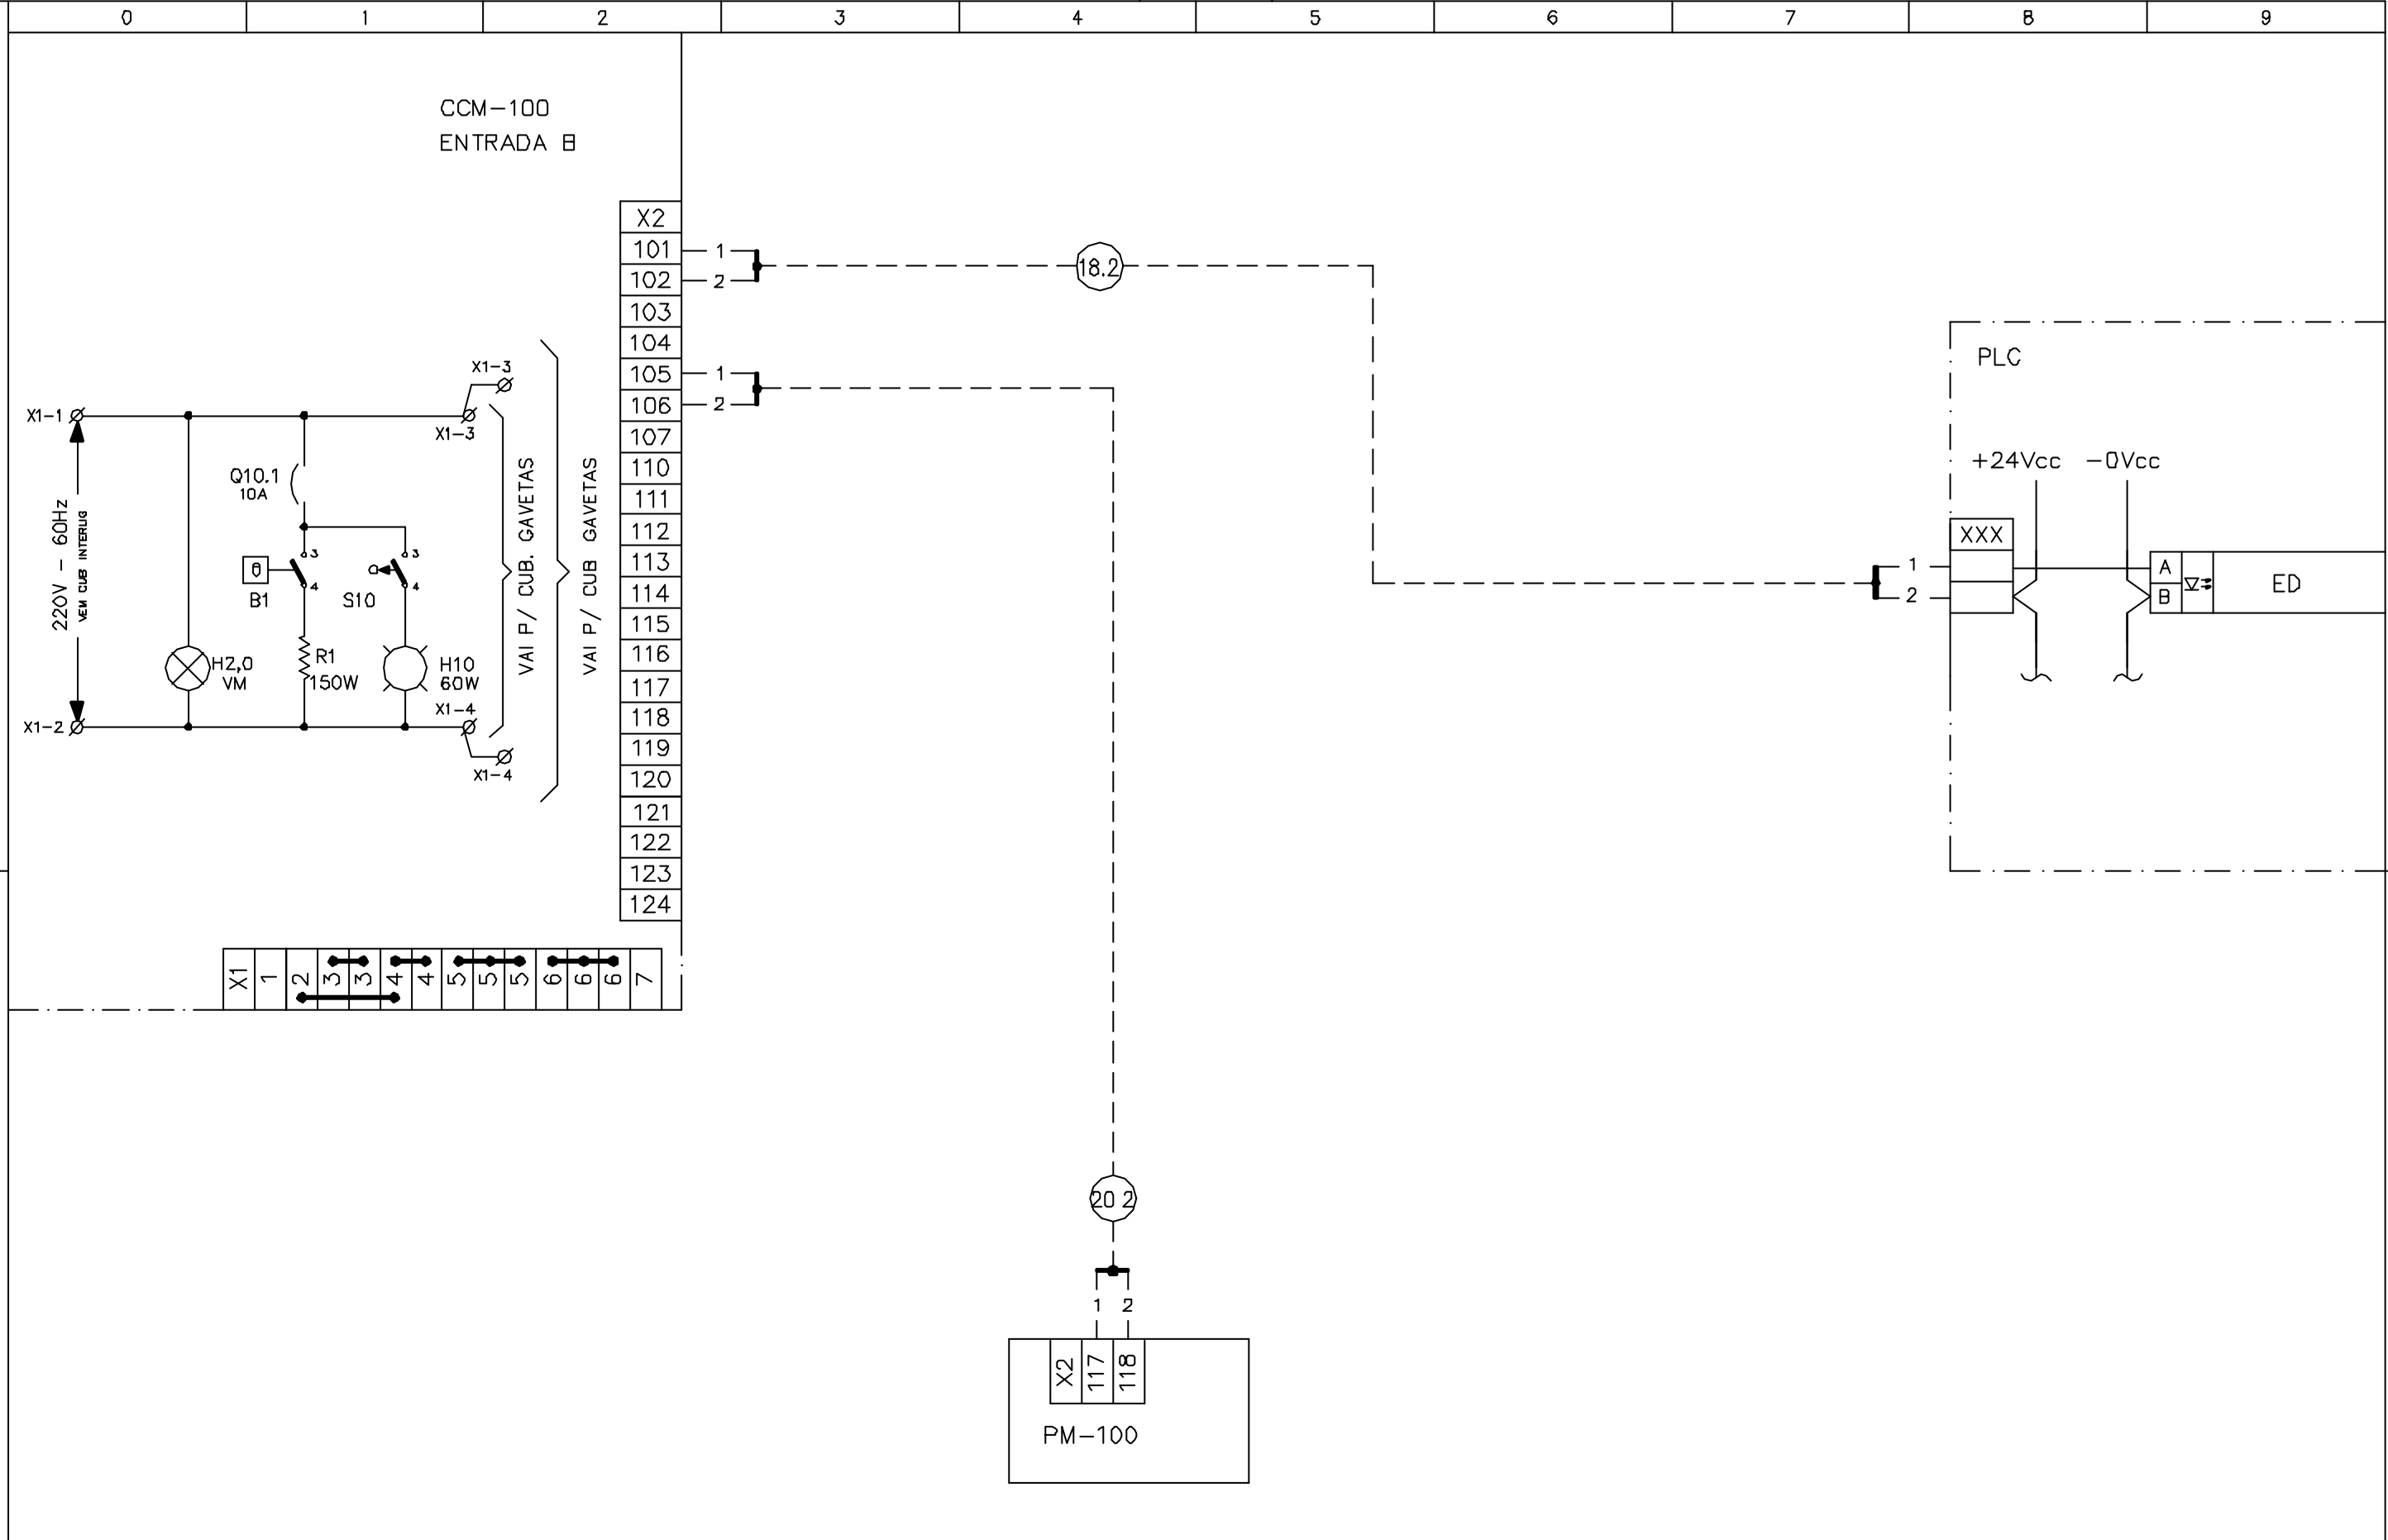 0 1 2 3 4 5 6 7 8 9
CCM-100
ENTRADA B
X2
101
102
103
104
105
106
107
110
111
112
113
114
115
116
117
118
119
120
121
122
123
124
1
2
18.2
1
2
X1-3
X1-1
X1-3
Q10.1
10A
220V - 60Hz
VEM CUB INTERLIG
3
4
θ
B1
3
4
S10
H2,0
VM
R1
150W
H10
60W
X1-4
X1-2
X1-4
VAI P/ CUB. GAVETAS
VAI P/ CUB GAVETAS
X1 1 2 3 3 4 4 5 5 5 6 6 6 7
PLC
+24Vcc -0Vcc
XXX
1
2
A
B
ED
20 2
1 2
X2 117 118
PM-100